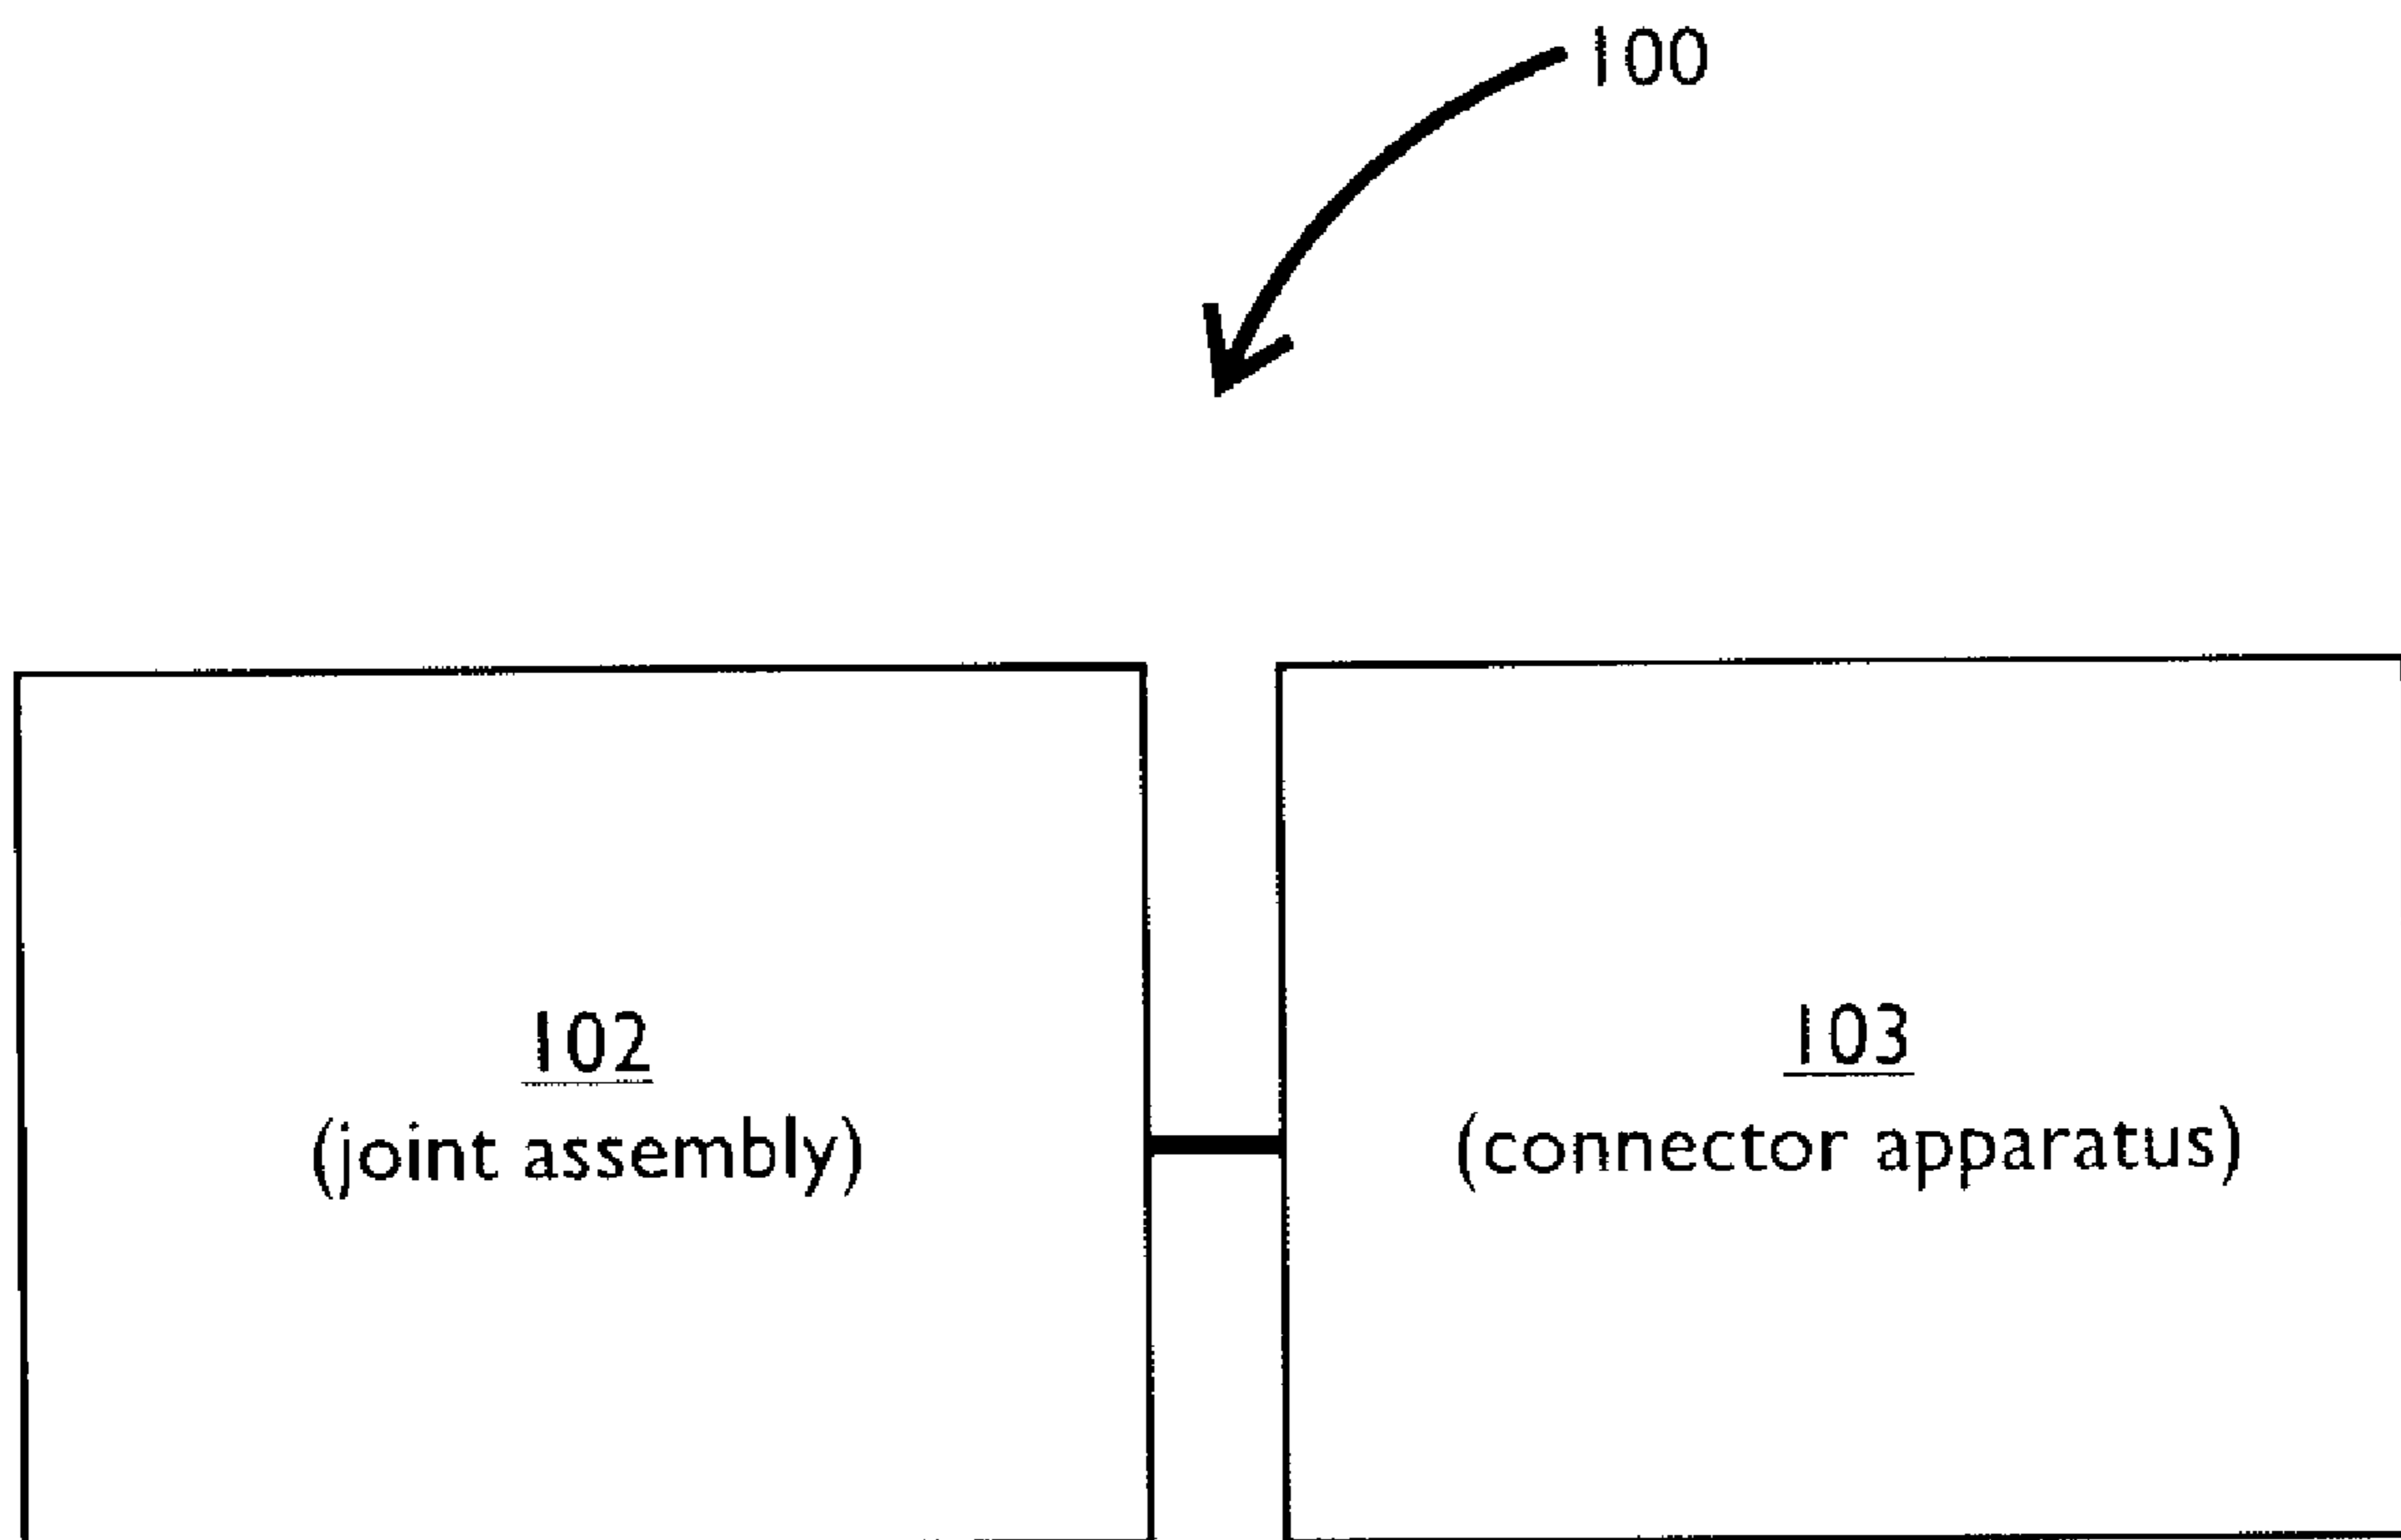 100
102
(joint assembly)
103
(connector apparatus)